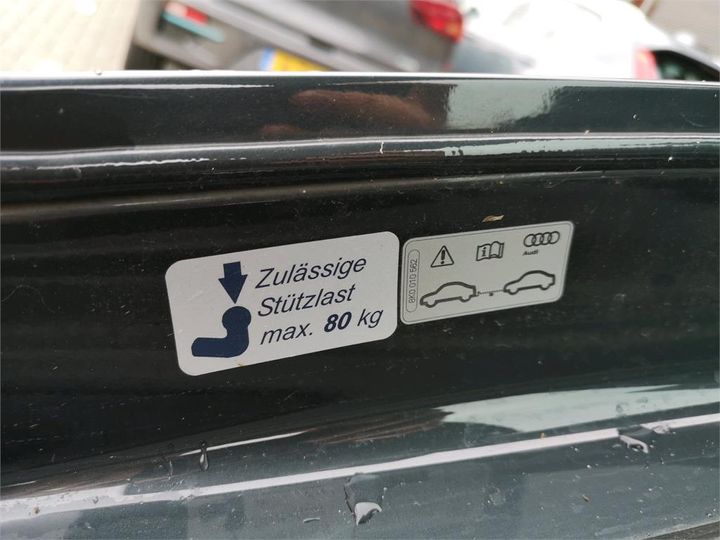 Zulässige
Stützlast
max. 80 kg
8K0 010 562
Audi